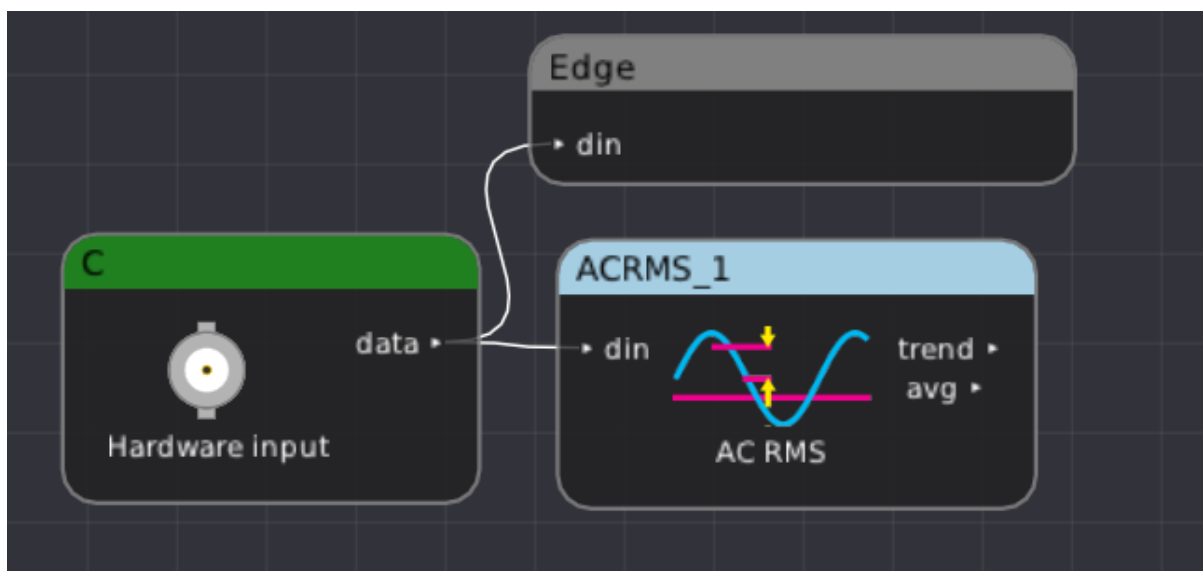 Edge
din
C
data
Hardware input
ACRMS_1
din
trend
avg
AC RMS